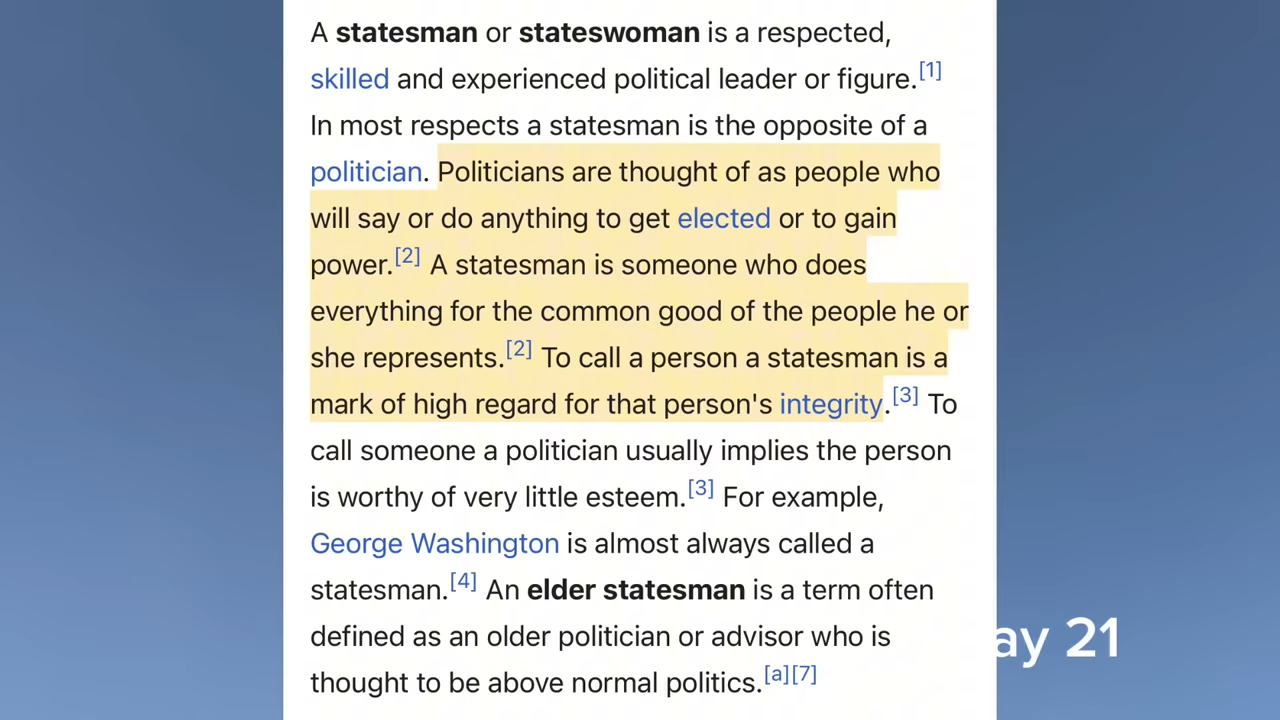 A statesman or stateswoman is a respected,
skilled and experienced political leader or figure.[1]
In most respects a statesman is the opposite of a
politician. Politicians are thought of as people who
will say or do anything to get elected or to gain
power.[2] A statesman is someone who does
everything for the common good of the people he or
she represents.[2] To call a person a statesman is a
mark of high regard for that person's integrity.[3] To
call someone a politician usually implies the person
is worthy of very little esteem.[3] For example,
George Washington is almost always called a
statesman.[4] An elder statesman is a term often
defined as an older politician or advisor who is
thought to be above normal politics.[a][7]
ay 21